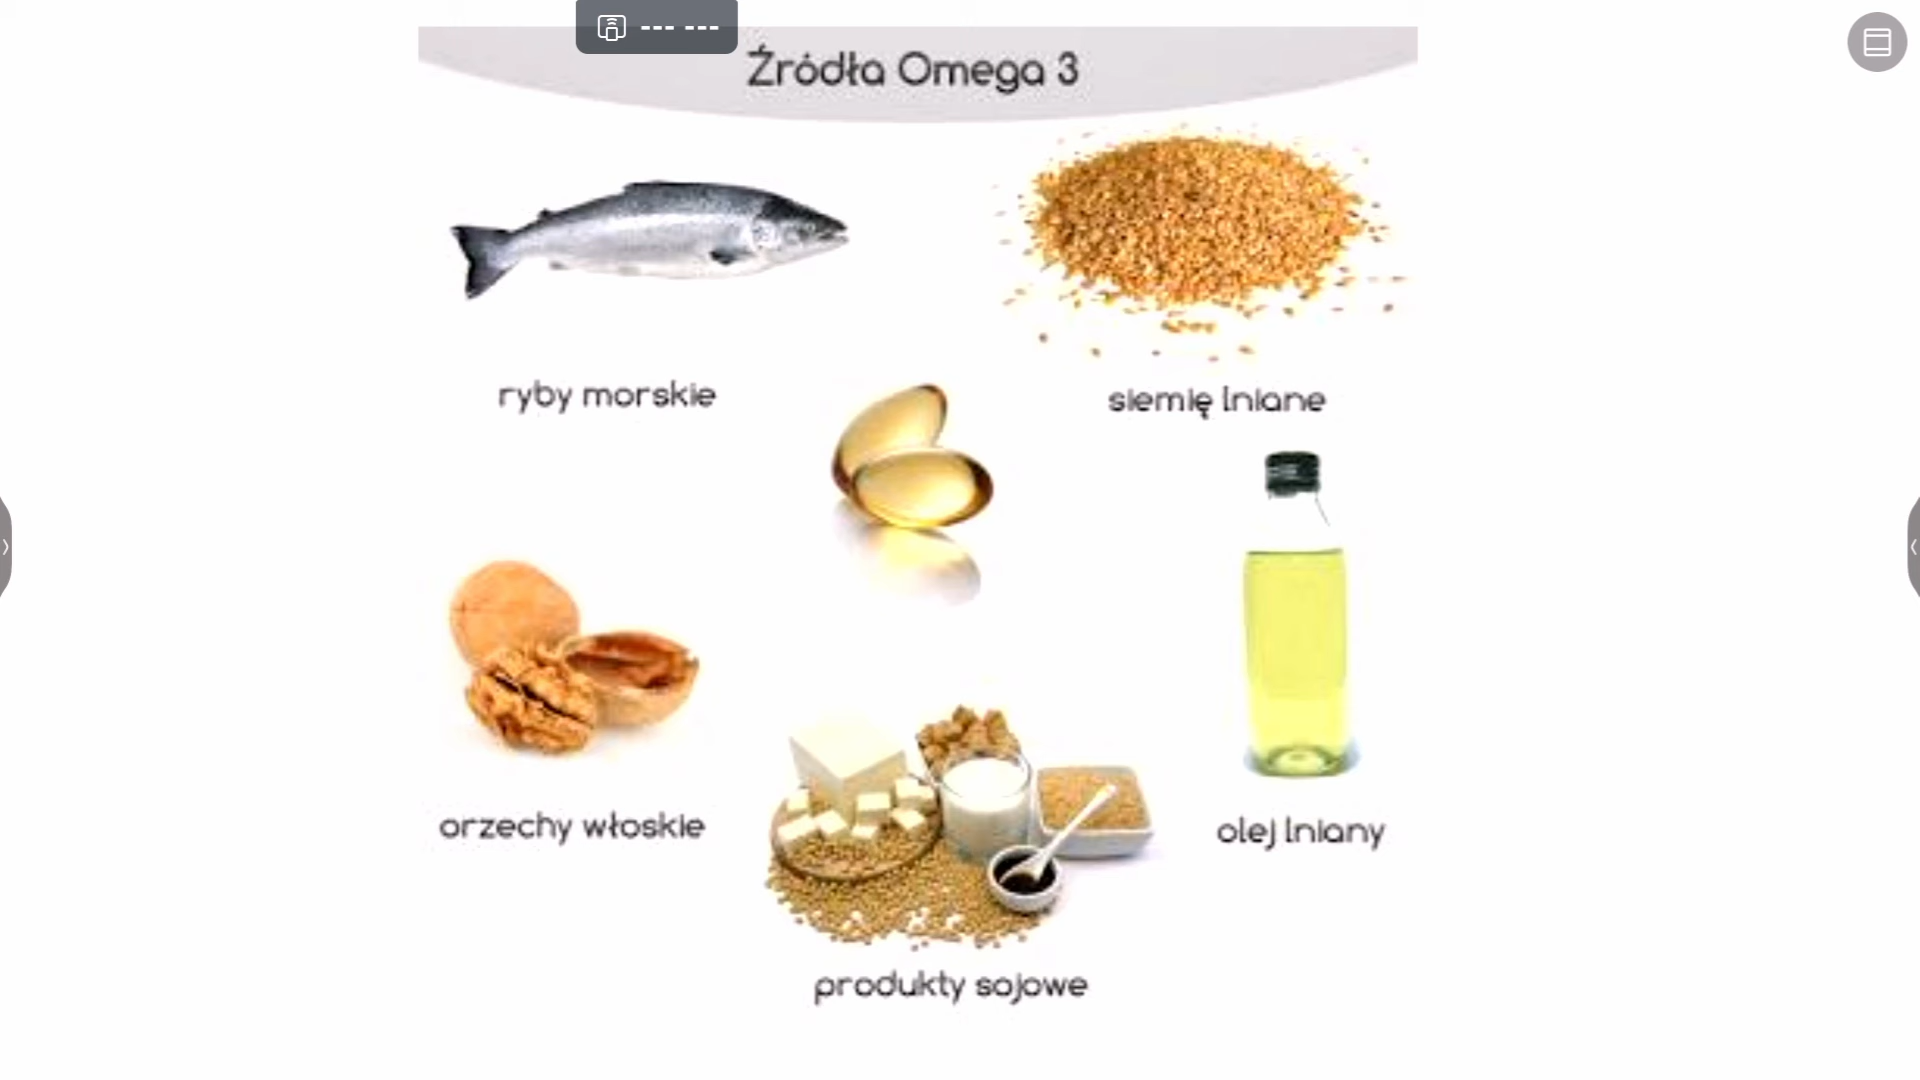 Źródła Omega 3
ryby morskie
siemię lniane
orzechy włoskie
olej lniany
produkty sojowe